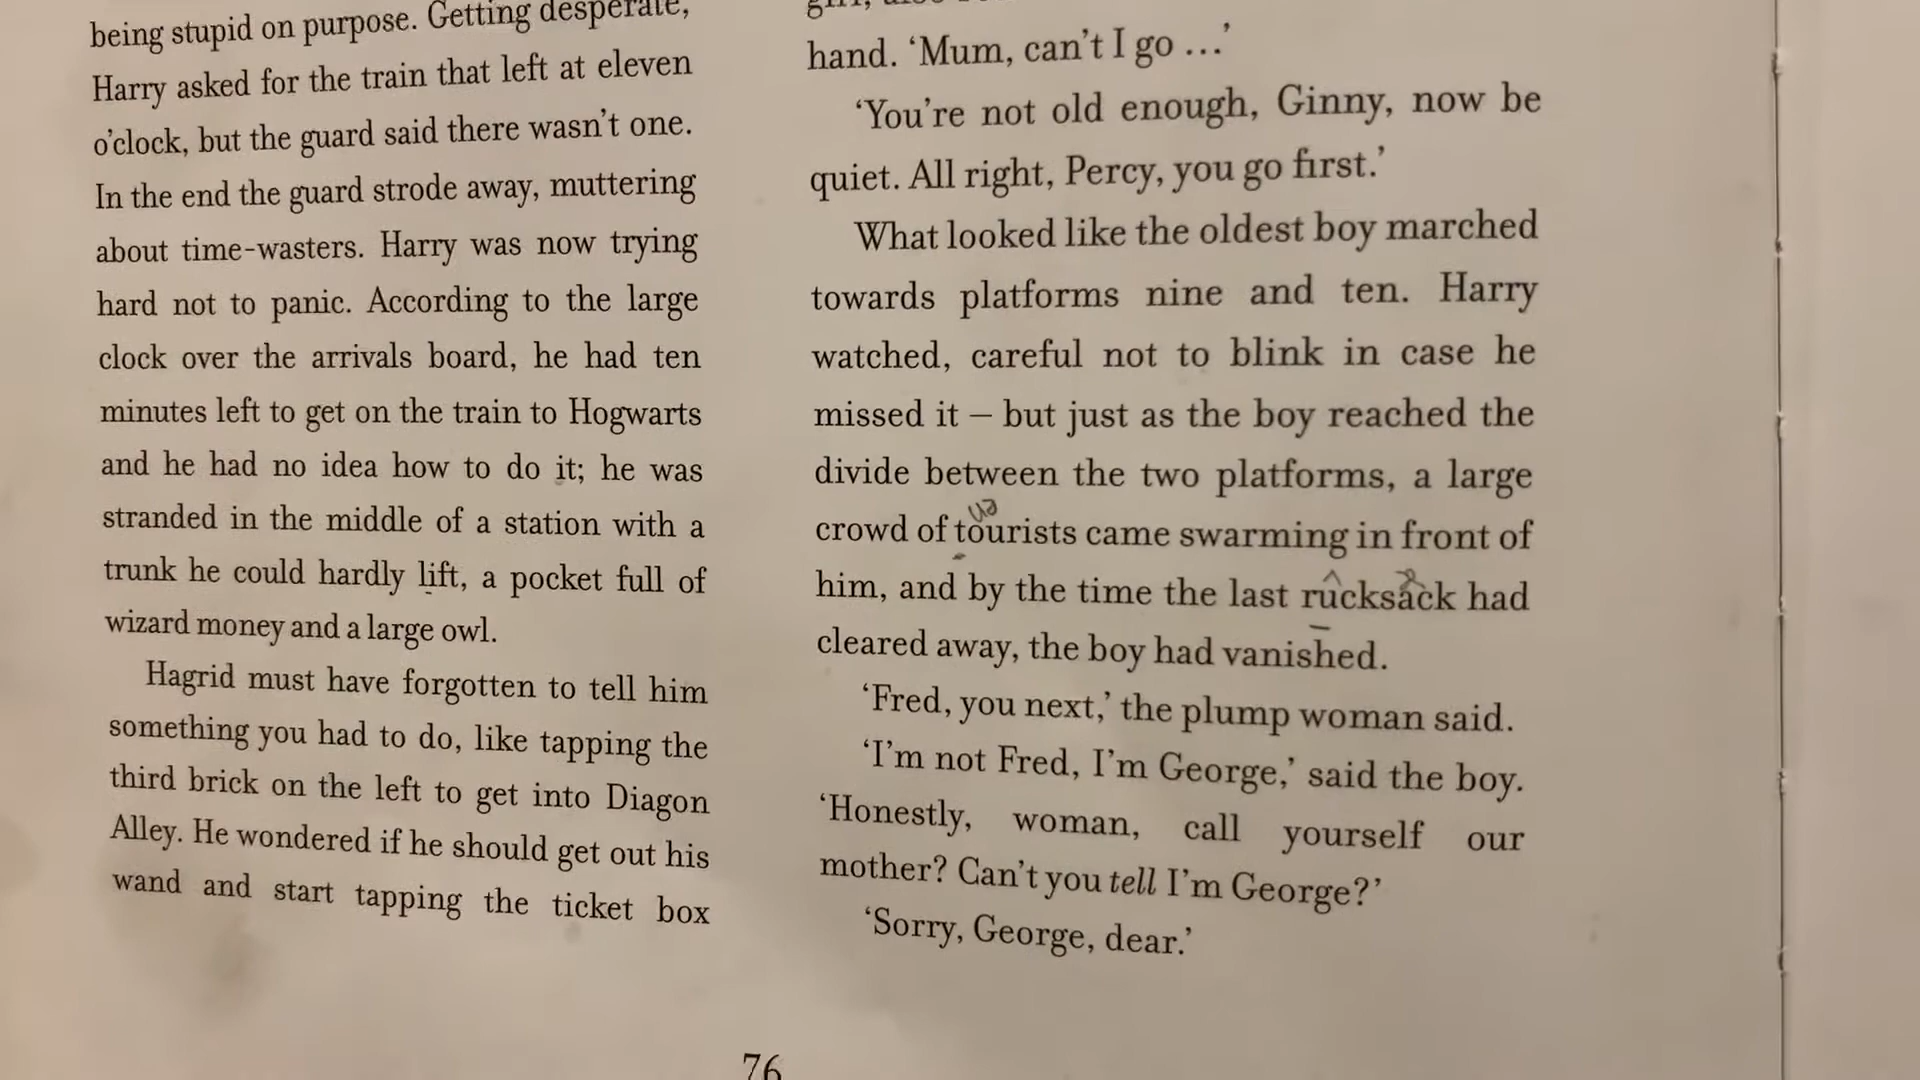 being stupid on purpose. Getting desperate,
Harry asked for the train that left at eleven
o'clock, but the guard said there wasn't one.
In the end the guard strode away, muttering
about time-wasters. Harry was now trying
hard not to panic. According to the large
clock over the arrivals board, he had ten
minutes left to get on the train to Hogwarts
and he had no idea how to do it; he was
stranded in the middle of a station with a
trunk he could hardly lift, a pocket full of
wizard money and a large owl.
Hagrid must have forgotten to tell him
something you had to do, like tapping the
third brick on the left to get into Diagon
Alley. He wondered if he should get out his
wand and start tapping the ticket box
hand. ‘Mum, can't I go ...’
‘You're not old enough, Ginny, now be
quiet. All right, Percy, you go first.’
What looked like the oldest boy marched
towards platforms nine and ten. Harry
watched, careful not to blink in case he
missed it – but just as the boy reached the
divide between the two platforms, a large
crowd of tourists came swarming in front of
him, and by the time the last rucksack had
cleared away, the boy had vanished.
‘Fred, you next,’ the plump woman said.
‘I'm not Fred, I'm George,’ said the boy.
‘Honestly, woman, call yourself our
mother? Can't you tell I'm George?’
‘Sorry, George, dear.’
76